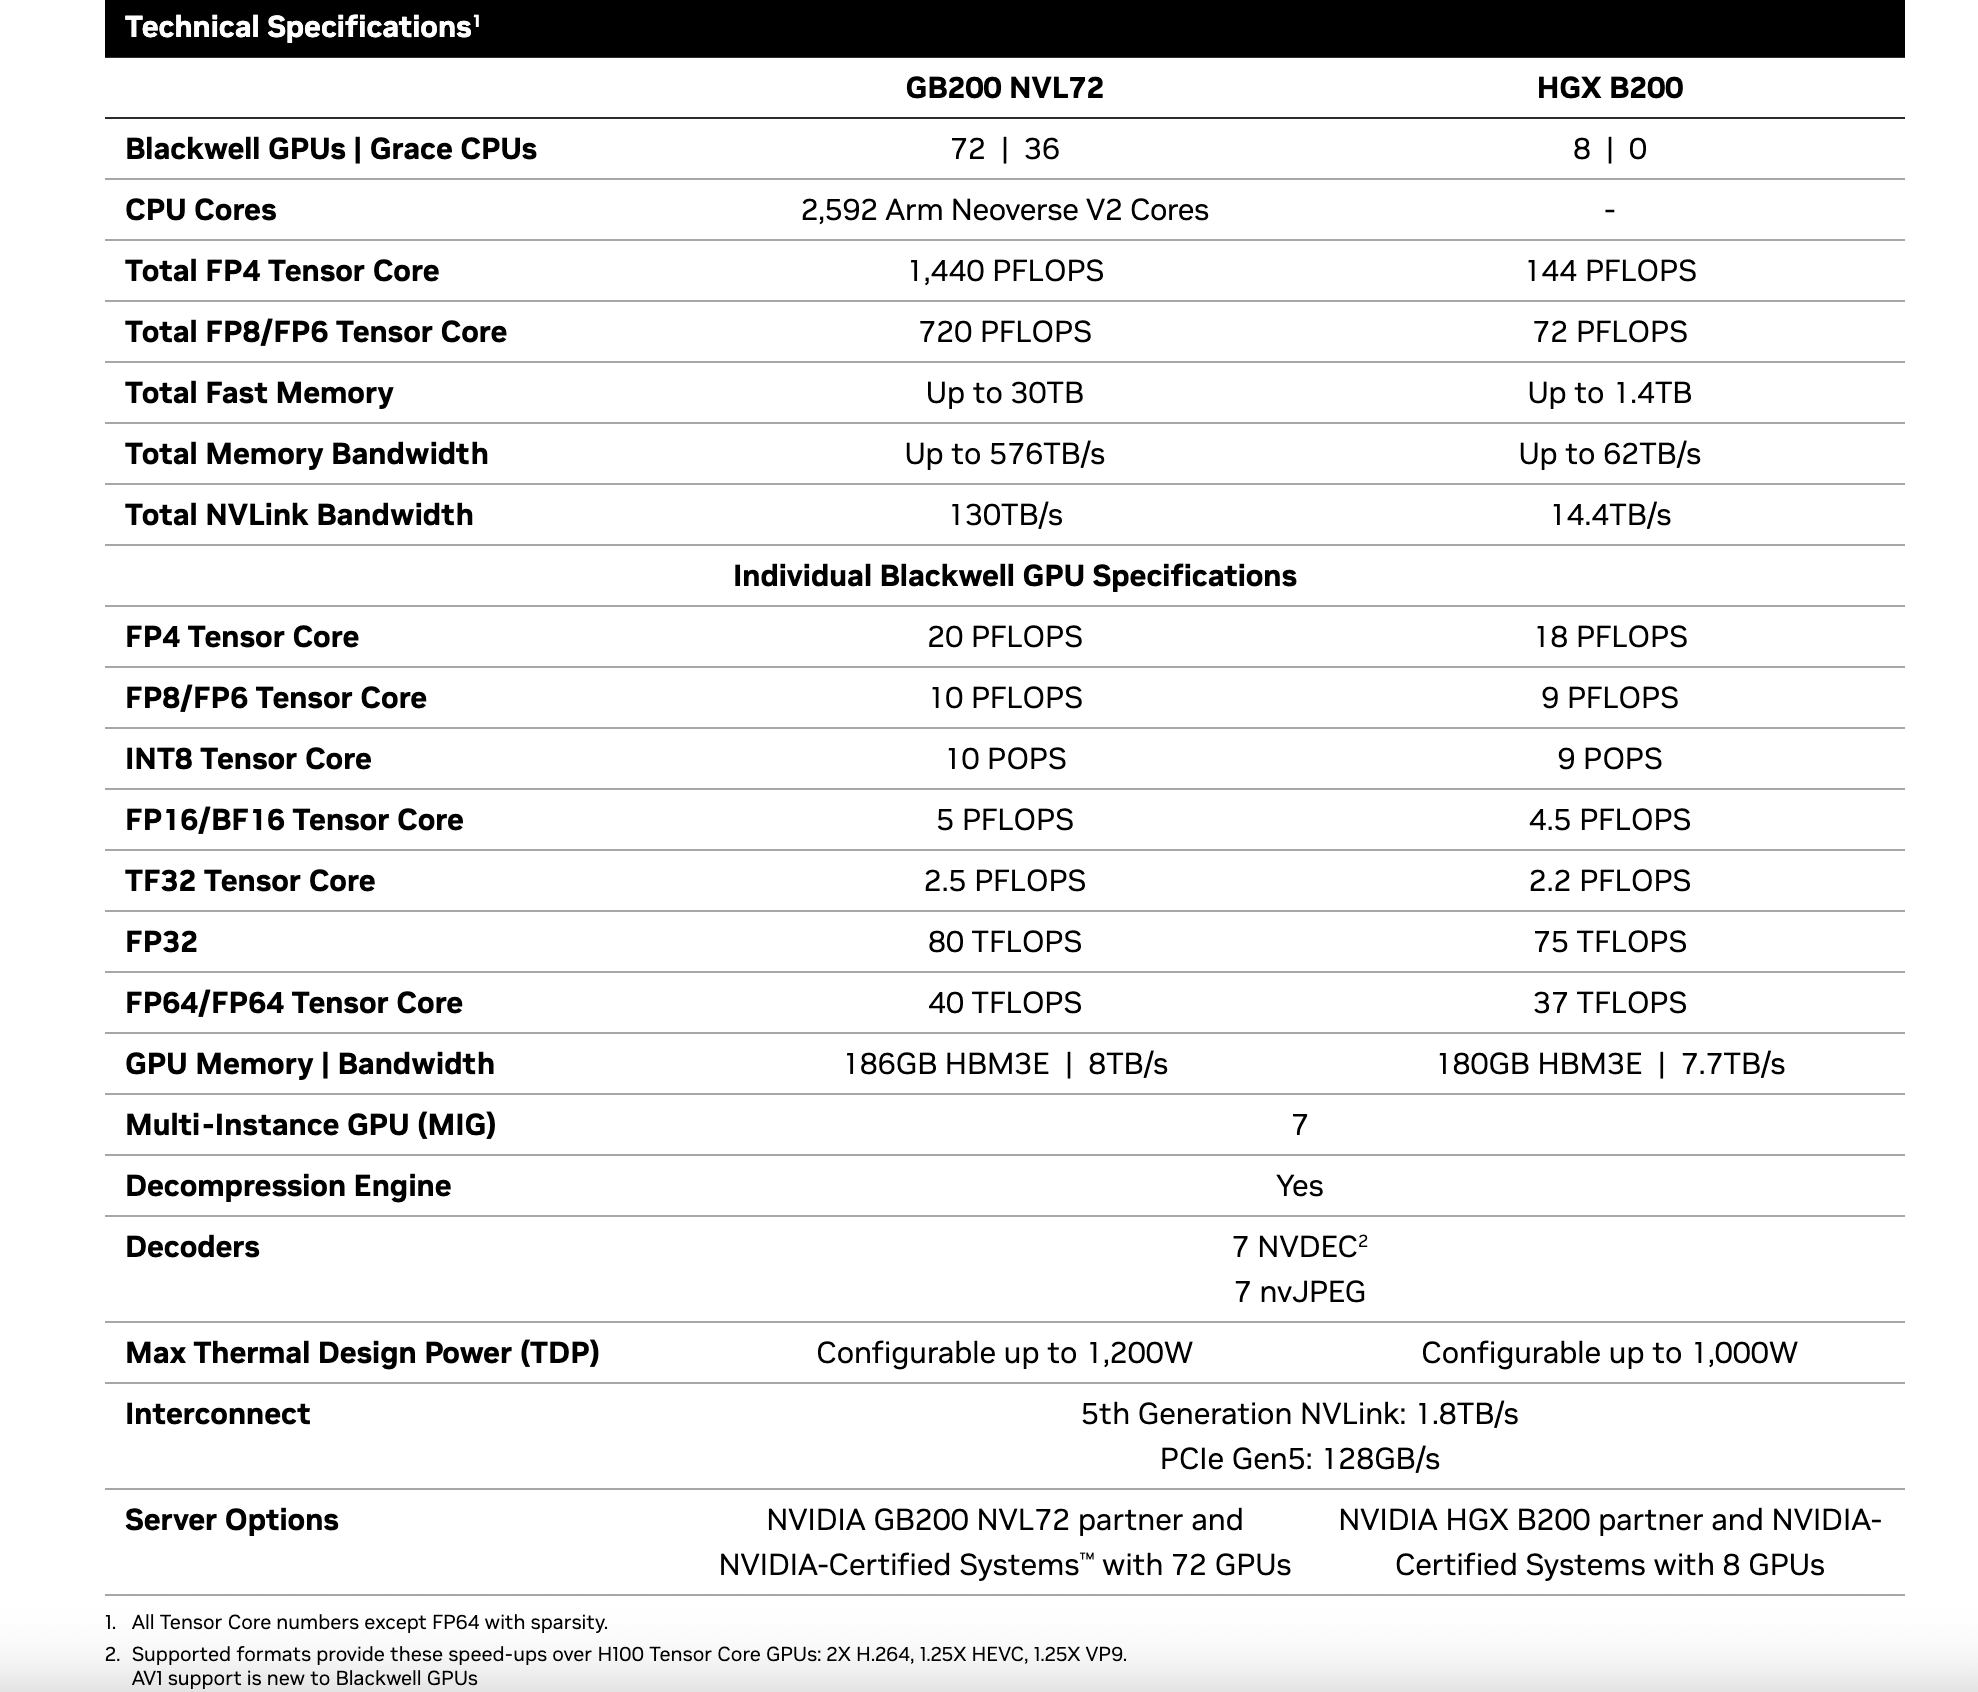 Technical Specifications¹
GB200 NVL72 HGX B200
Blackwell GPUs | Grace CPUs 72 | 36 8 | 0
CPU Cores 2,592 Arm Neoverse V2 Cores -
Total FP4 Tensor Core 1,440 PFLOPS 144 PFLOPS
Total FP8/FP6 Tensor Core 720 PFLOPS 72 PFLOPS
Total Fast Memory Up to 30TB Up to 1.4TB
Total Memory Bandwidth Up to 576TB/s Up to 62TB/s
Total NVLink Bandwidth 130TB/s 14.4TB/s
Individual Blackwell GPU Specifications
FP4 Tensor Core 20 PFLOPS 18 PFLOPS
FP8/FP6 Tensor Core 10 PFLOPS 9 PFLOPS
INT8 Tensor Core 10 POPS 9 POPS
FP16/BF16 Tensor Core 5 PFLOPS 4.5 PFLOPS
TF32 Tensor Core 2.5 PFLOPS 2.2 PFLOPS
FP32 80 TFLOPS 75 TFLOPS
FP64/FP64 Tensor Core 40 TFLOPS 37 TFLOPS
GPU Memory | Bandwidth 186GB HBM3E | 8TB/s 180GB HBM3E | 7.7TB/s
Multi-Instance GPU (MIG) 7
Decompression Engine Yes
Decoders 7 NVDEC²
7 nvJPEG
Max Thermal Design Power (TDP) Configurable up to 1,200W Configurable up to 1,000W
Interconnect 5th Generation NVLink: 1.8TB/s
PCIe Gen5: 128GB/s
Server Options NVIDIA GB200 NVL72 partner and NVIDIA HGX B200 partner and NVIDIA-
NVIDIA-Certified Systems™ with 72 GPUs Certified Systems with 8 GPUs
1. All Tensor Core numbers except FP64 with sparsity.
2. Supported formats provide these speed-ups over H100 Tensor Core GPUs: 2X H.264, 1.25X HEVC, 1.25X VP9.
AV1 support is new to Blackwell GPUs